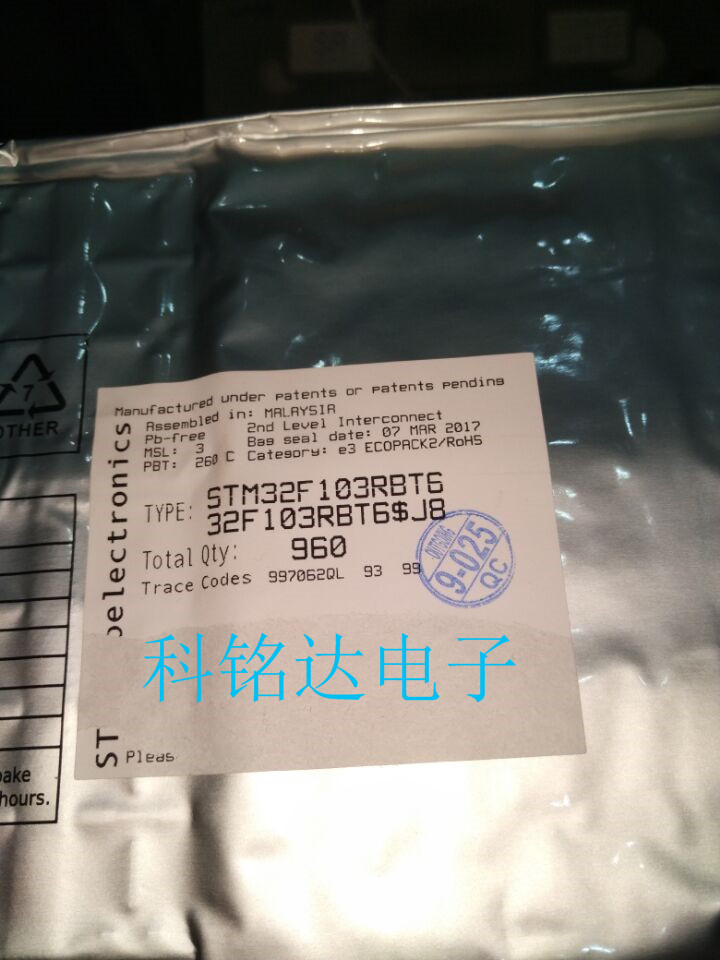 Manufactured under patents or patents pending
Assembled in: MALAYSIA
Pb-free 2nd Level Interconnect
MSL: 3 Bag seal date: 07 MAR 2017
PBT: 260 C Category: e3 ECOPACK2/RoHS
TYPE: STM32F103RBT6
32F103RBT6$J8
Total Qty: 960
Trace Codes 997062QL 93 99
9-025
QC
科铭达电子
ST
oelectronics
Pleas
7
OTHER
bake
hours.